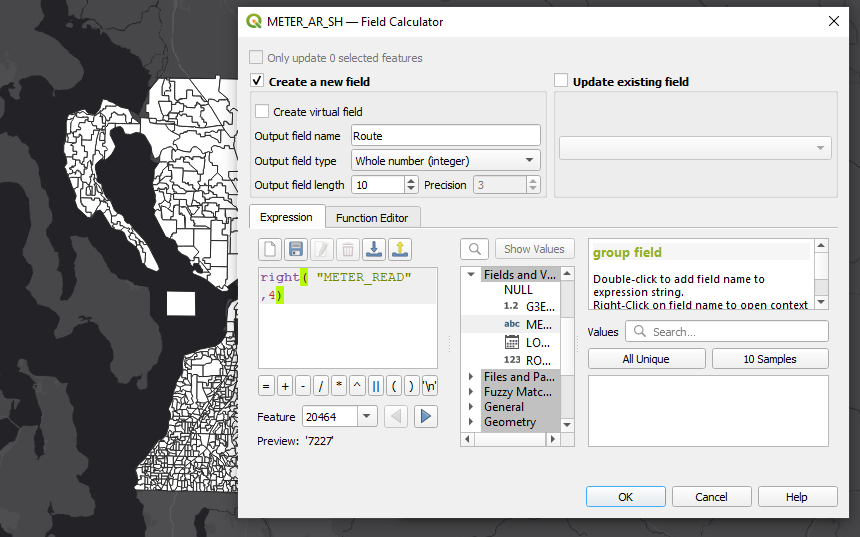 METER_AR_SH — Field Calculator
Only update 0 selected features
Create a new field
Update existing field
Create virtual field
Output field name Route
Output field type Whole number (integer)
Output field length 10 Precision 3
Expression Function Editor
Show Values
right( "METER_READ"
,4)
Fields and V...
NULL
1.2 G3E...
abc ME...
LO...
123 RO...
Files and Pa...
Fuzzy Matc...
General
Geometry
group field
Double-click to add field name to
expression string.
Right-Click on field name to open context
Values Search...
All Unique 10 Samples
= + - / * ^ || ( ) '\n'
Feature 20464
Preview: '7227'
OK Cancel Help